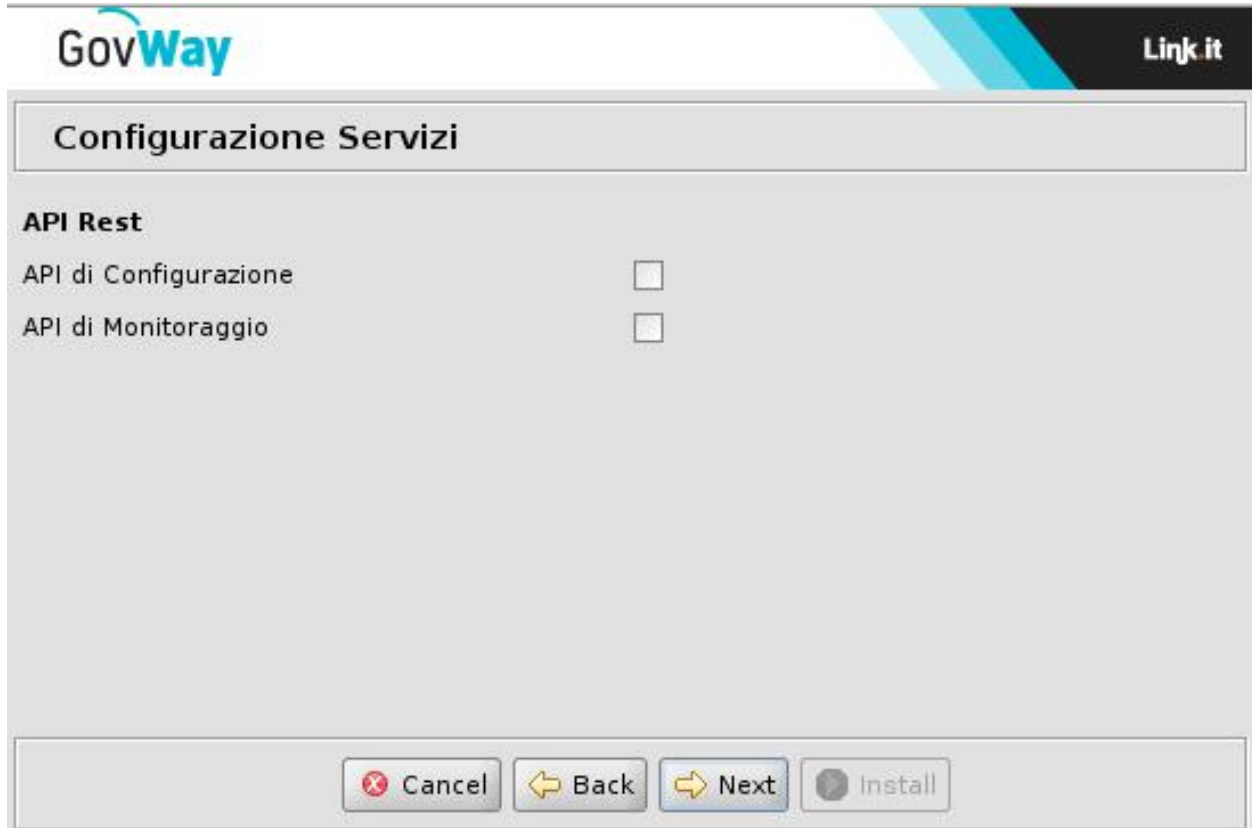 GovWay
Link.it
Configurazione Servizi
API Rest
API di Configurazione
API di Monitoraggio
Cancel
Back
Next
Install